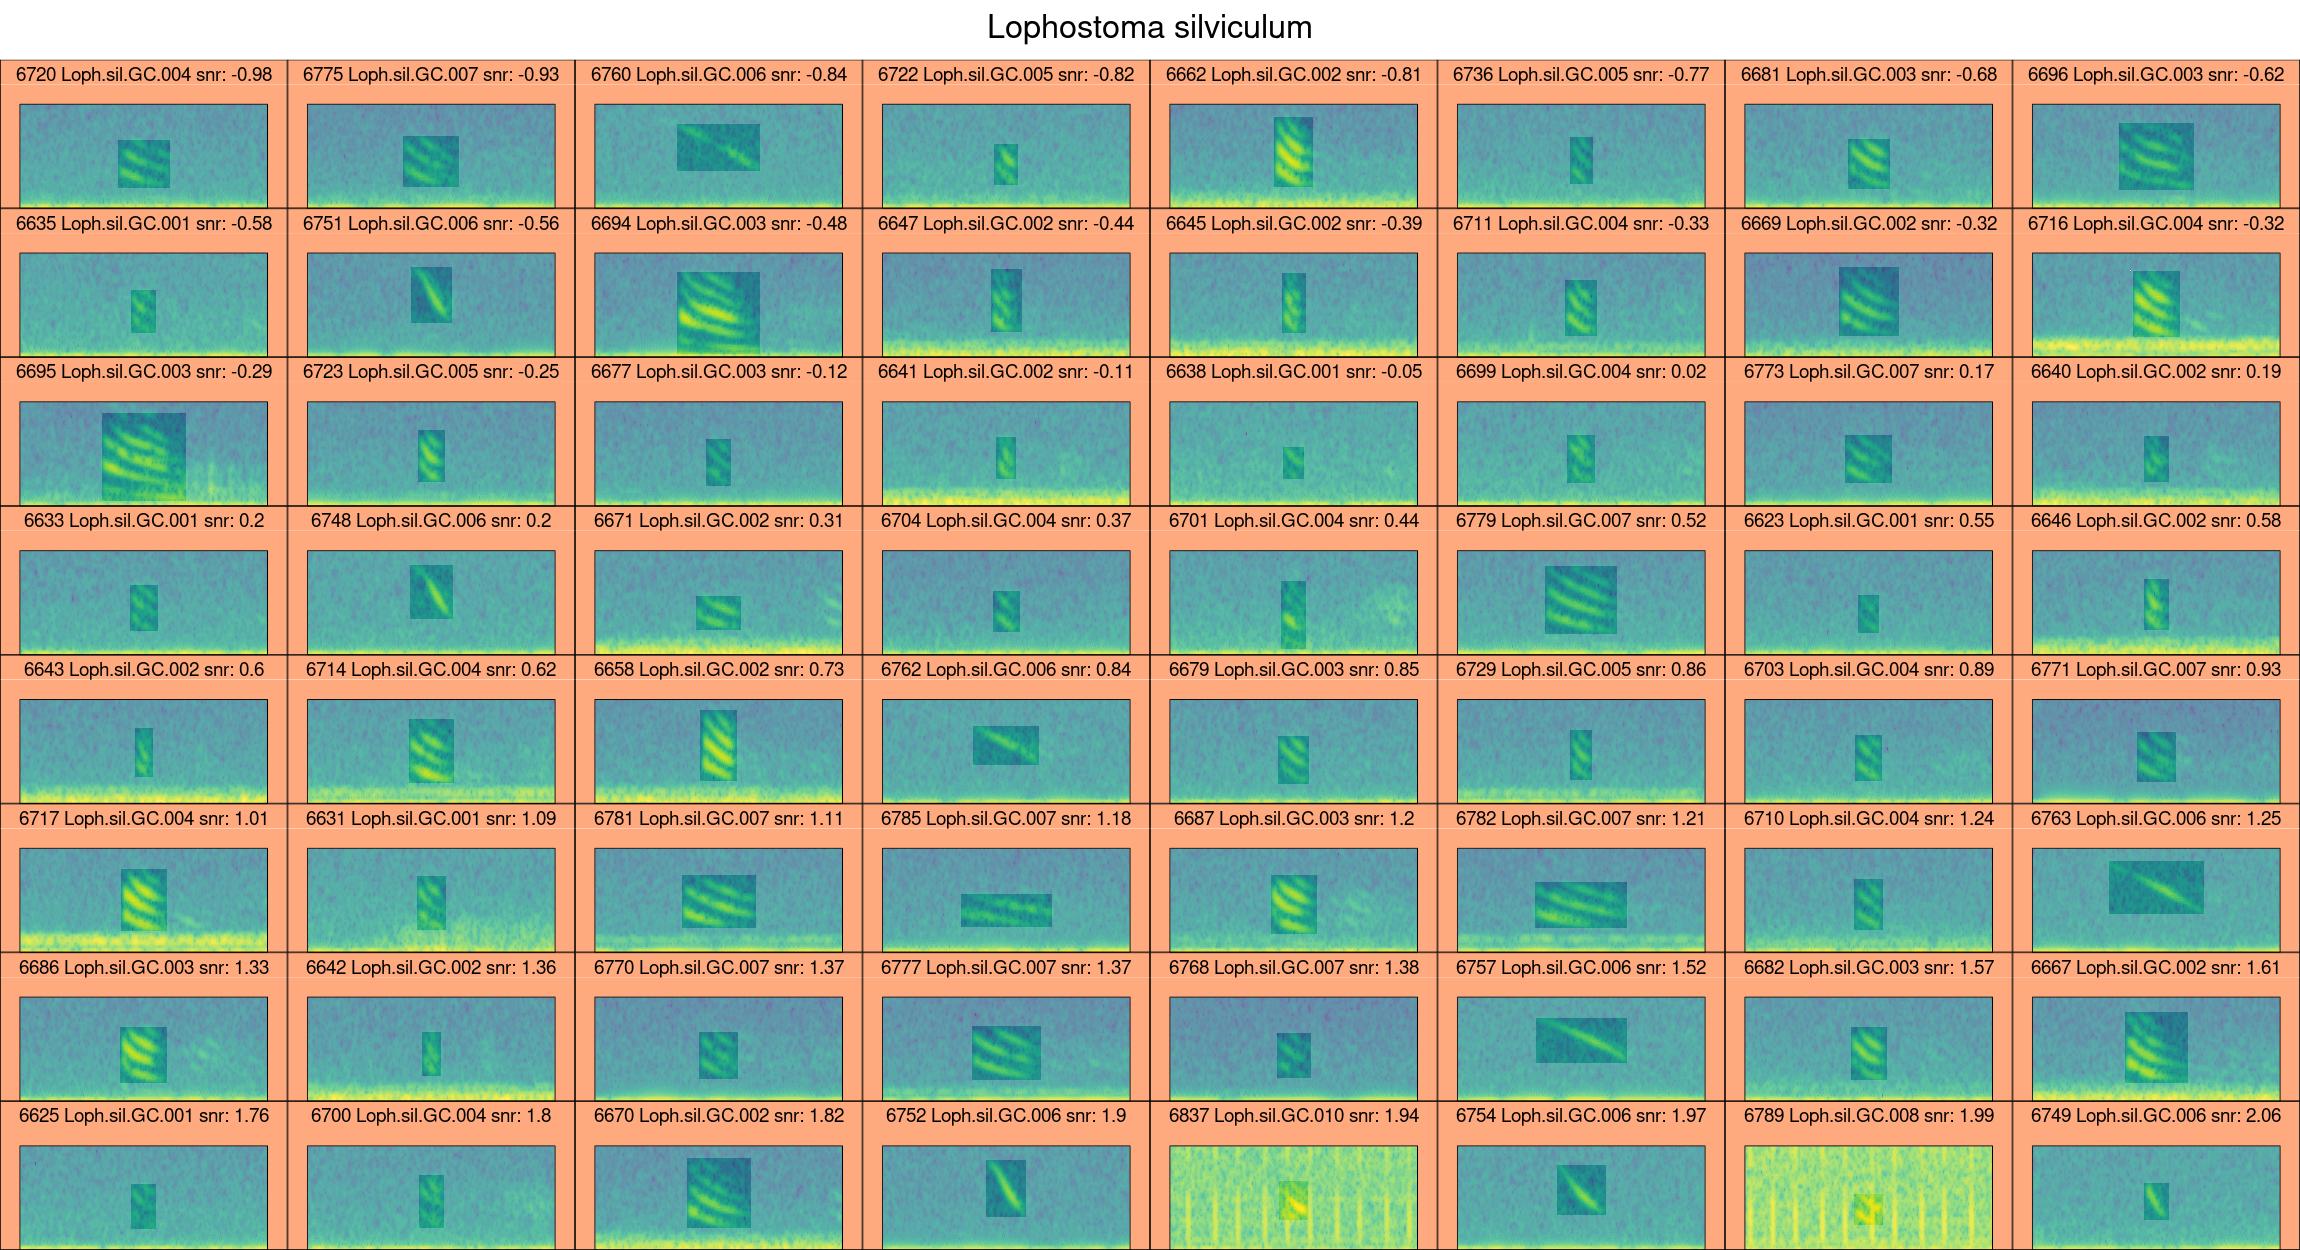 Lophostoma silviculum
6720 Loph.sil.GC.004 snr: -0.98
6775 Loph.sil.GC.007 snr: -0.93
6760 Loph.sil.GC.006 snr: -0.84
6722 Loph.sil.GC.005 snr: -0.82
6662 Loph.sil.GC.002 snr: -0.81
6736 Loph.sil.GC.005 snr: -0.77
6681 Loph.sil.GC.003 snr: -0.68
6696 Loph.sil.GC.003 snr: -0.62
6635 Loph.sil.GC.001 snr: -0.58
6751 Loph.sil.GC.006 snr: -0.56
6694 Loph.sil.GC.003 snr: -0.48
6647 Loph.sil.GC.002 snr: -0.44
6645 Loph.sil.GC.002 snr: -0.39
6711 Loph.sil.GC.004 snr: -0.33
6669 Loph.sil.GC.002 snr: -0.32
6716 Loph.sil.GC.004 snr: -0.32
6695 Loph.sil.GC.003 snr: -0.29
6723 Loph.sil.GC.005 snr: -0.25
6677 Loph.sil.GC.003 snr: -0.12
6641 Loph.sil.GC.002 snr: -0.11
6638 Loph.sil.GC.001 snr: -0.05
6699 Loph.sil.GC.004 snr: 0.02
6773 Loph.sil.GC.007 snr: 0.17
6640 Loph.sil.GC.002 snr: 0.19
6633 Loph.sil.GC.001 snr: 0.2
6748 Loph.sil.GC.006 snr: 0.2
6671 Loph.sil.GC.002 snr: 0.31
6704 Loph.sil.GC.004 snr: 0.37
6701 Loph.sil.GC.004 snr: 0.44
6779 Loph.sil.GC.007 snr: 0.52
6623 Loph.sil.GC.001 snr: 0.55
6646 Loph.sil.GC.002 snr: 0.58
6643 Loph.sil.GC.002 snr: 0.6
6714 Loph.sil.GC.004 snr: 0.62
6658 Loph.sil.GC.002 snr: 0.73
6762 Loph.sil.GC.006 snr: 0.84
6679 Loph.sil.GC.003 snr: 0.85
6729 Loph.sil.GC.005 snr: 0.86
6703 Loph.sil.GC.004 snr: 0.89
6771 Loph.sil.GC.007 snr: 0.93
6717 Loph.sil.GC.004 snr: 1.01
6631 Loph.sil.GC.001 snr: 1.09
6781 Loph.sil.GC.007 snr: 1.11
6785 Loph.sil.GC.007 snr: 1.18
6687 Loph.sil.GC.003 snr: 1.2
6782 Loph.sil.GC.007 snr: 1.21
6710 Loph.sil.GC.004 snr: 1.24
6763 Loph.sil.GC.006 snr: 1.25
6686 Loph.sil.GC.003 snr: 1.33
6642 Loph.sil.GC.002 snr: 1.36
6770 Loph.sil.GC.007 snr: 1.37
6777 Loph.sil.GC.007 snr: 1.37
6768 Loph.sil.GC.007 snr: 1.38
6757 Loph.sil.GC.006 snr: 1.52
6682 Loph.sil.GC.003 snr: 1.57
6667 Loph.sil.GC.002 snr: 1.61
6625 Loph.sil.GC.001 snr: 1.76
6700 Loph.sil.GC.004 snr: 1.8
6670 Loph.sil.GC.002 snr: 1.82
6752 Loph.sil.GC.006 snr: 1.9
6837 Loph.sil.GC.010 snr: 1.94
6754 Loph.sil.GC.006 snr: 1.97
6789 Loph.sil.GC.008 snr: 1.99
6749 Loph.sil.GC.006 snr: 2.06